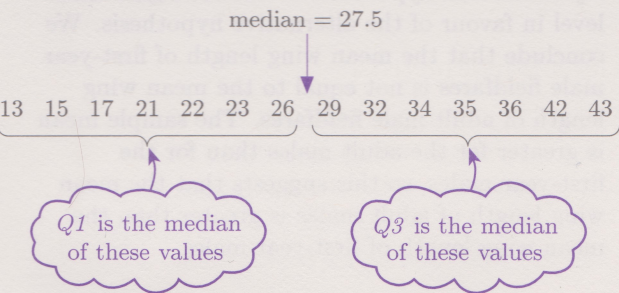 median = 27.5
13 15 17 21 22 23 26 29 32 34 35 36 42 43
Q1 is the median
of these values
Q3 is the median
of these values